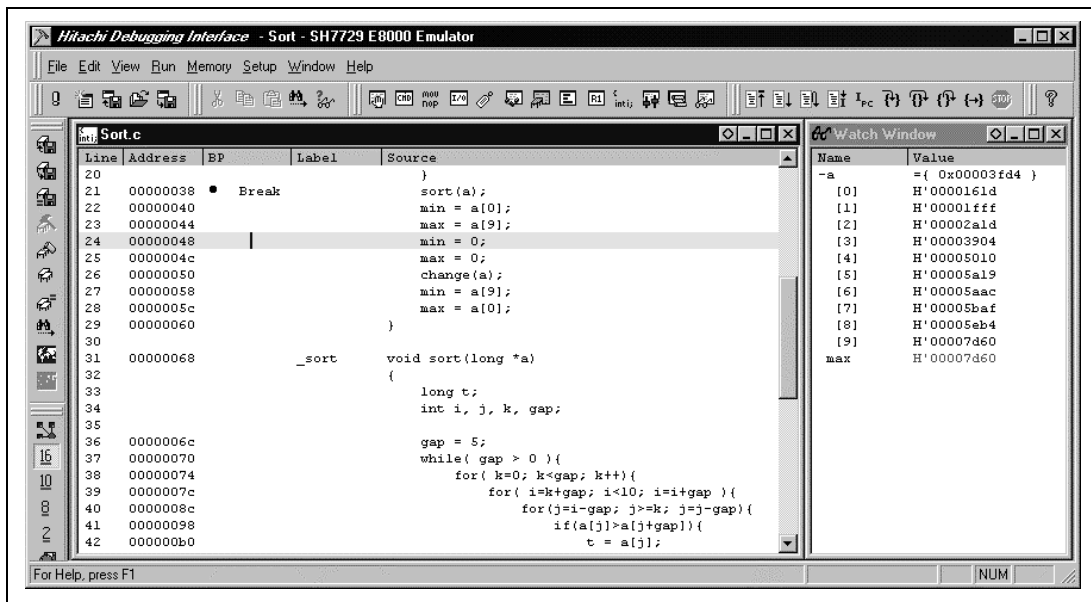 Hitachi Debugging Interface - Sort - SH7729 E8000 Emulator
File Edit View Run Memory Setup Window Help
Sort.c
Line Address BP Label Source
20 }
21 00000038 ● Break sort(a);
22 00000040 min = a[0];
23 00000044 max = a[9];
24 00000048 min = 0;
25 0000004c max = 0;
26 00000050 change(a);
27 00000058 min = a[9];
28 0000005c max = a[0];
29 00000060 }
30
31 00000068 _sort void sort(long *a)
32 {
33 long t;
34 int i, j, k, gap;
35
36 0000006c gap = 5;
37 00000070 while( gap > 0 ){
38 00000074 for( k=0; k<gap; k++){
39 0000007c for( i=k+gap; i<10; i=i+gap ){
40 0000008c for(j=i-gap; j>=k; j=j-gap){
41 00000098 if(a[j]>a[j+gap]){
42 000000b0 t = a[j];
Watch Window
Name Value
-a ={ 0x00003fd4 }
[0] H'0000161d
[1] H'00001fff
[2] H'00002a1d
[3] H'00003904
[4] H'00005010
[5] H'00005a19
[6] H'00005aac
[7] H'00005baf
[8] H'00005eb4
[9] H'00007d60
max H'00007d60
16
10
8
2
For Help, press F1
NUM